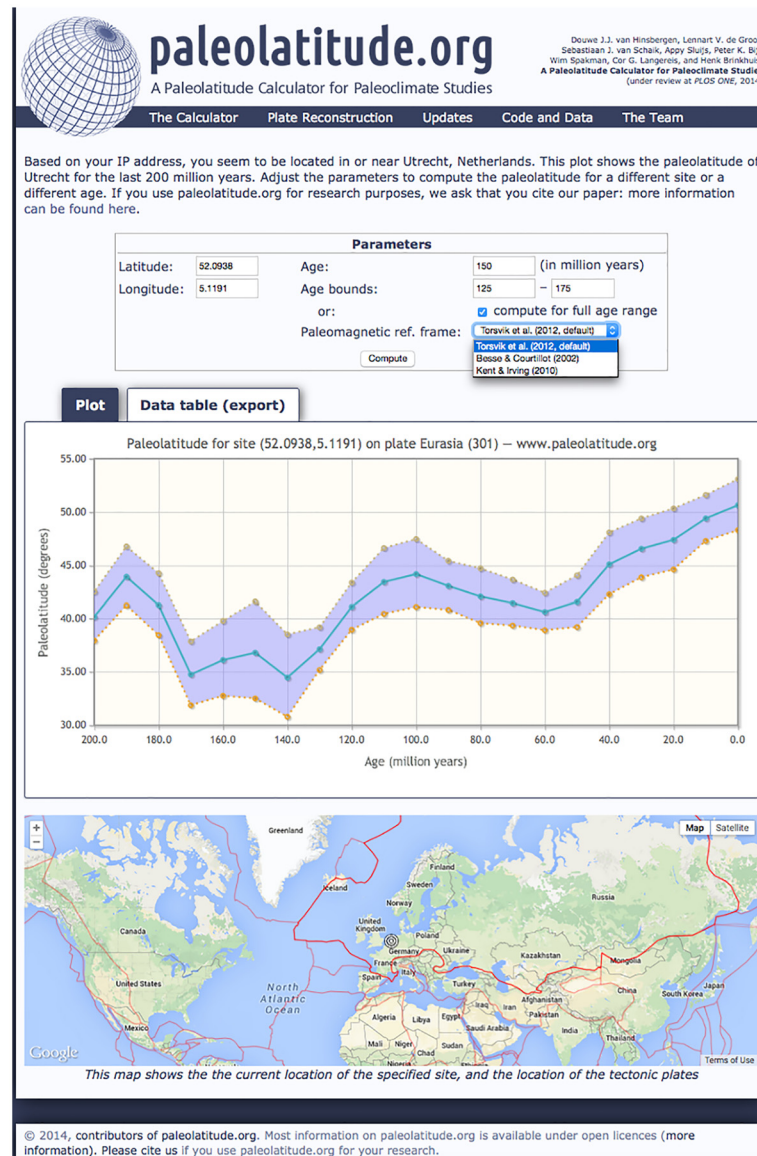 paleolatitude.org
A Paleolatitude Calculator for Paleoclimate Studies
Douwe J.J. van Hinsbergen, Lennart V. de Groo
Sebastiaan J. van Schaik, Appy Sluijs, Peter K. Bij
Wim Spakman, Cor G. Langereis, and Henk Brinkhuis
A Paleolatitude Calculator for Paleoclimate Studie
(under review at PLOS ONE, 2014
The Calculator Plate Reconstruction Updates Code and Data The Team
Based on your IP address, you seem to be located in or near Utrecht, Netherlands. This plot shows the paleolatitude of
Utrecht for the last 200 million years. Adjust the parameters to compute the paleolatitude for a different site or a
different age. If you use paleolatitude.org for research purposes, we ask that you cite our paper: more information
can be found here.
Parameters
Latitude: 52.0938 Age: 150 (in million years)
Longitude: 5.1191 Age bounds: 125 – 175
or: compute for full age range
Paleomagnetic ref. frame: Torsvik et al. (2012, default)
Torsvik et al. (2012, default)
Besse & Courtillot (2002)
Kent & Irving (2010)
Compute
Plot Data table (export)
Paleolatitude for site (52.0938,5.1191) on plate Eurasia (301) — www.paleolatitude.org
Paleolatitude (degrees)
55.00
50.00
45.00
40.00
35.00
30.00
200.0 180.0 160.0 140.0 120.0 100.0 80.0 60.0 40.0 20.0 0.0
Age (million years)
+
−
Map Satellite
Greenland
Iceland
Finland
Sweden
Norway
Russia
United
Kingdom
Canada
Poland
Germany
Ukraine
France
Kazakhstan
Mongolia
Italy
Spain
Turkey
United States
North
Atlantic
Ocean
China
South Korea
Japan
Iraq
Iran
Afghanistan
Pakistan
Algeria
Libya
Egypt
Saudi Arabia
India
Thailand
Mexico
Mali
Niger
Chad
Sudan
Nigeria
Google
Terms of Use
This map shows the the current location of the specified site, and the location of the tectonic plates
© 2014, contributors of paleolatitude.org. Most information on paleolatitude.org is available under open licences (more
information). Please cite us if you use paleolatitude.org for your research.